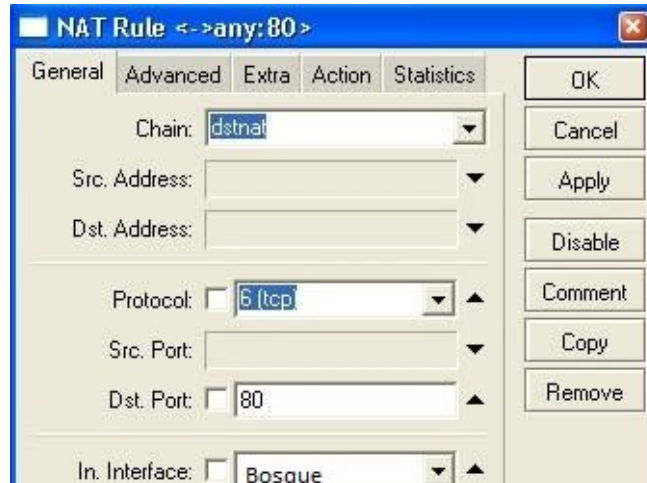 NAT Rule <->any:80>
General Advanced Extra Action Statistics
OK
Chain: dstnat
Cancel
Src. Address:
Apply
Dst. Address:
Disable
Protocol: 6 (tcp)
Comment
Src. Port:
Copy
Dst. Port: 80
Remove
In. Interface: Bosque